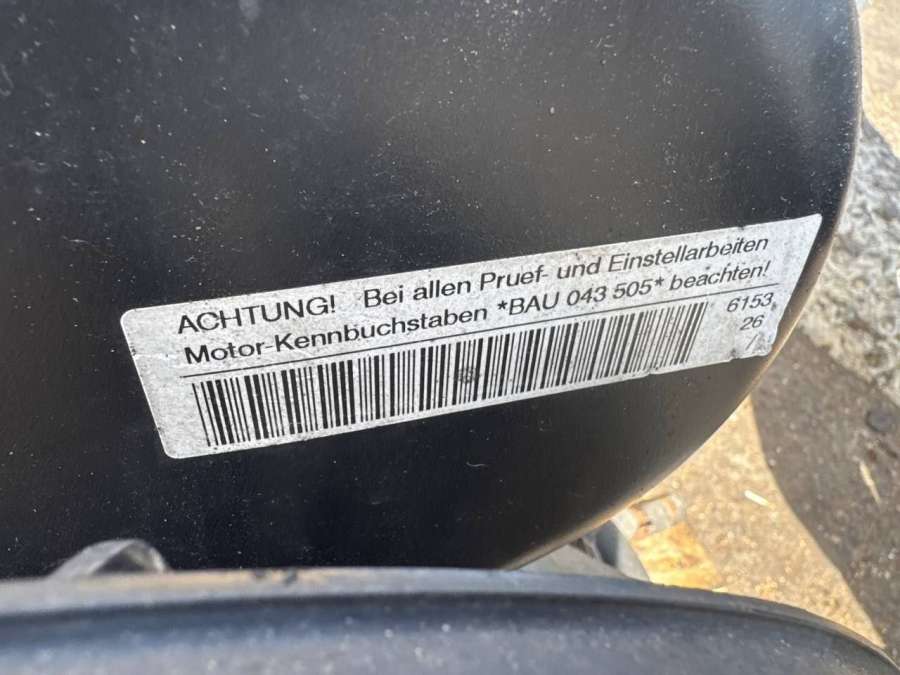 ACHTUNG! Bei allen Pruef- und Einstellarbeiten
Motor-Kennbuchstaben *BAU 043 505* beachten!
6153
26